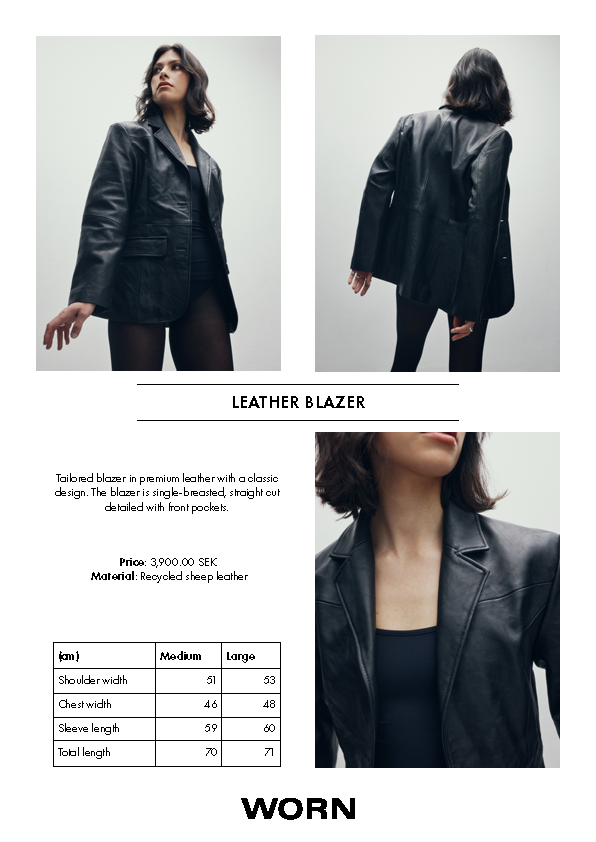 LEATHER BLAZER
Tailored blazer in premium leather with a classic
design. The blazer is single-breasted, straight cut
detailed with front pockets.
Price: 3,900.00 SEK
Material: Recycled sheep leather
(cm) Medium Large
Shoulder width 51 53
Chest width 46 48
Sleeve length 59 60
Total length 70 71
WORN